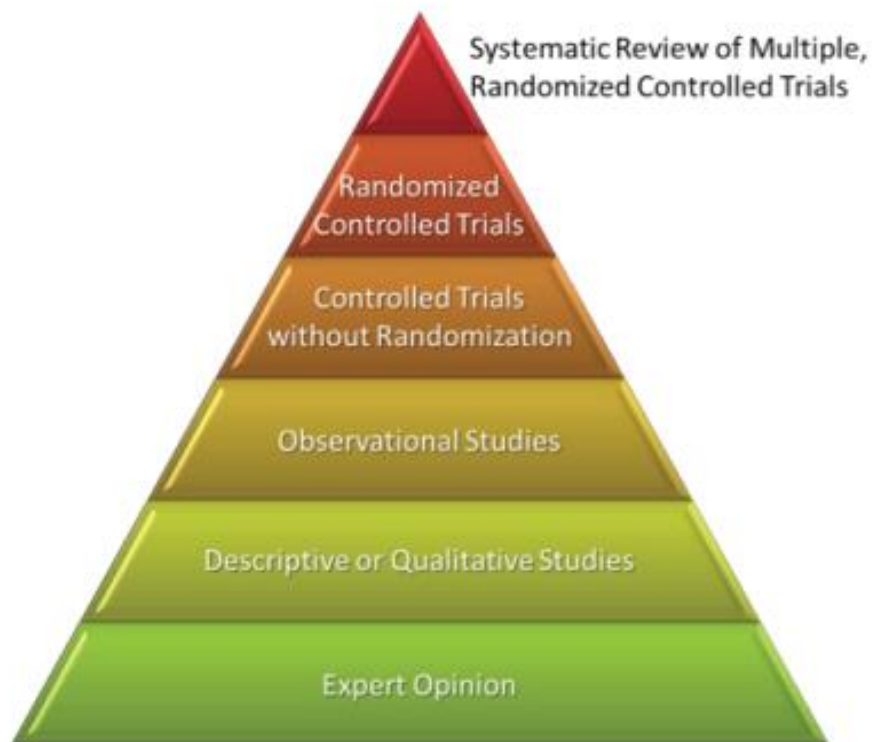 Systematic Review of Multiple,
Randomized Controlled Trials
Randomized
Controlled Trials
Controlled Trials
without Randomization
Observational Studies
Descriptive or Qualitative Studies
Expert Opinion